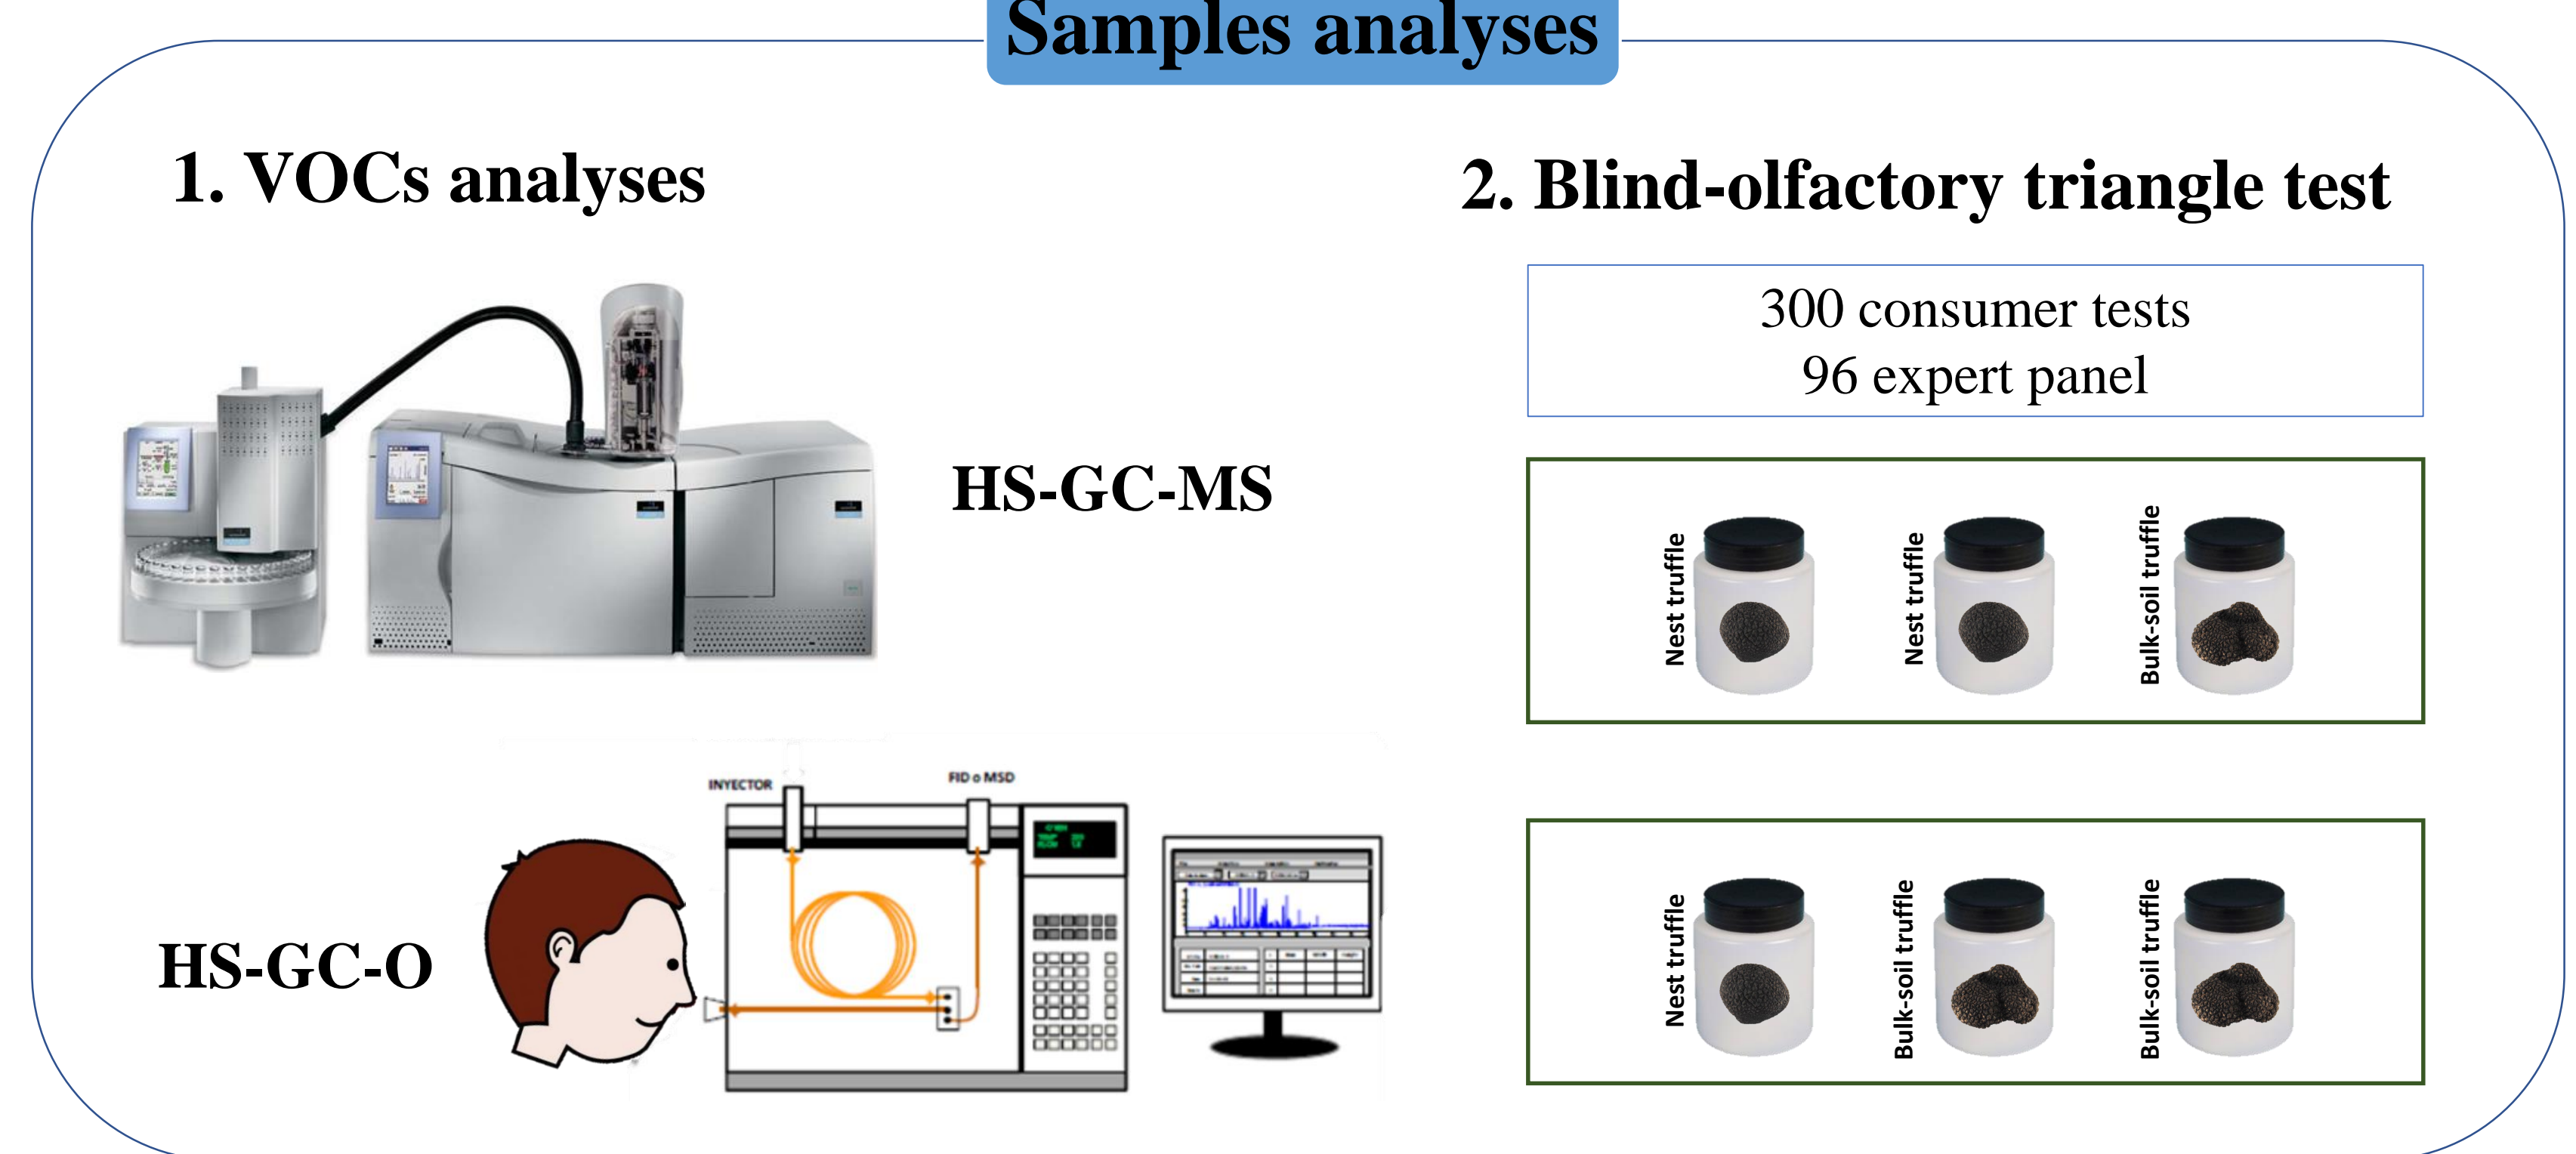 Samples analyses
1. VOCs analyses
HS-GC-MS
INYECTOR
FID o MSD
HS-GC-O
2. Blind-olfactory triangle test
300 consumer tests
96 expert panel
Nest truffle
Nest truffle
Bulk-soil truffle
Nest truffle
Bulk-soil truffle
Bulk-soil truffle